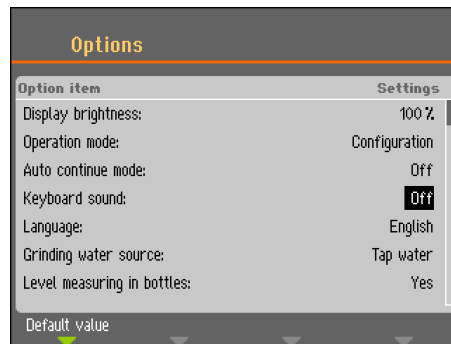 Options
Option item Settings
Display brightness: 100 %
Operation mode: Configuration
Auto continue mode: Off
Keyboard sound: Off
Language: English
Grinding water source: Tap water
Level measuring in bottles: Yes
Default value